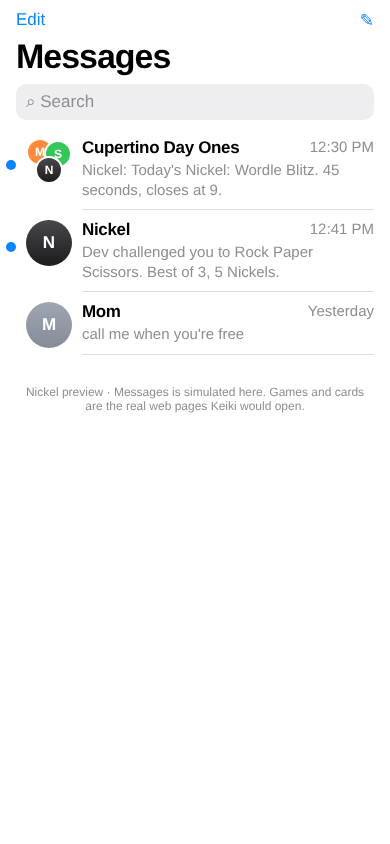 Edit ✎
Messages
⌕ Search
M S N
Cupertino Day Ones 12:30 PM
Nickel: Today's Nickel: Wordle Blitz. 45
seconds, closes at 9.
N
Nickel 12:41 PM
Dev challenged you to Rock Paper
Scissors. Best of 3, 5 Nickels.
M
Mom Yesterday
call me when you're free
Nickel preview · Messages is simulated here. Games and cards
are the real web pages Keiki would open.